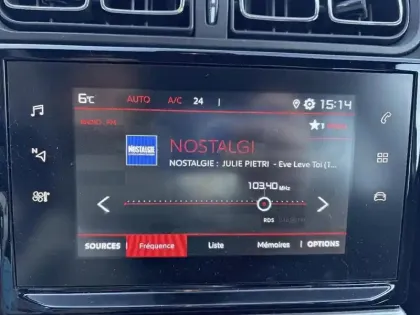 6°C AUTO A/C 24 15:14
RADIO FM
★1
NOSTALGI
NOSTALGIE
NOSTALGIE : JULIE PIETRI - Eve Leve Toi (1...
103.40 MHz
RDS
SOURCES Fréquence Liste Mémoires OPTIONS